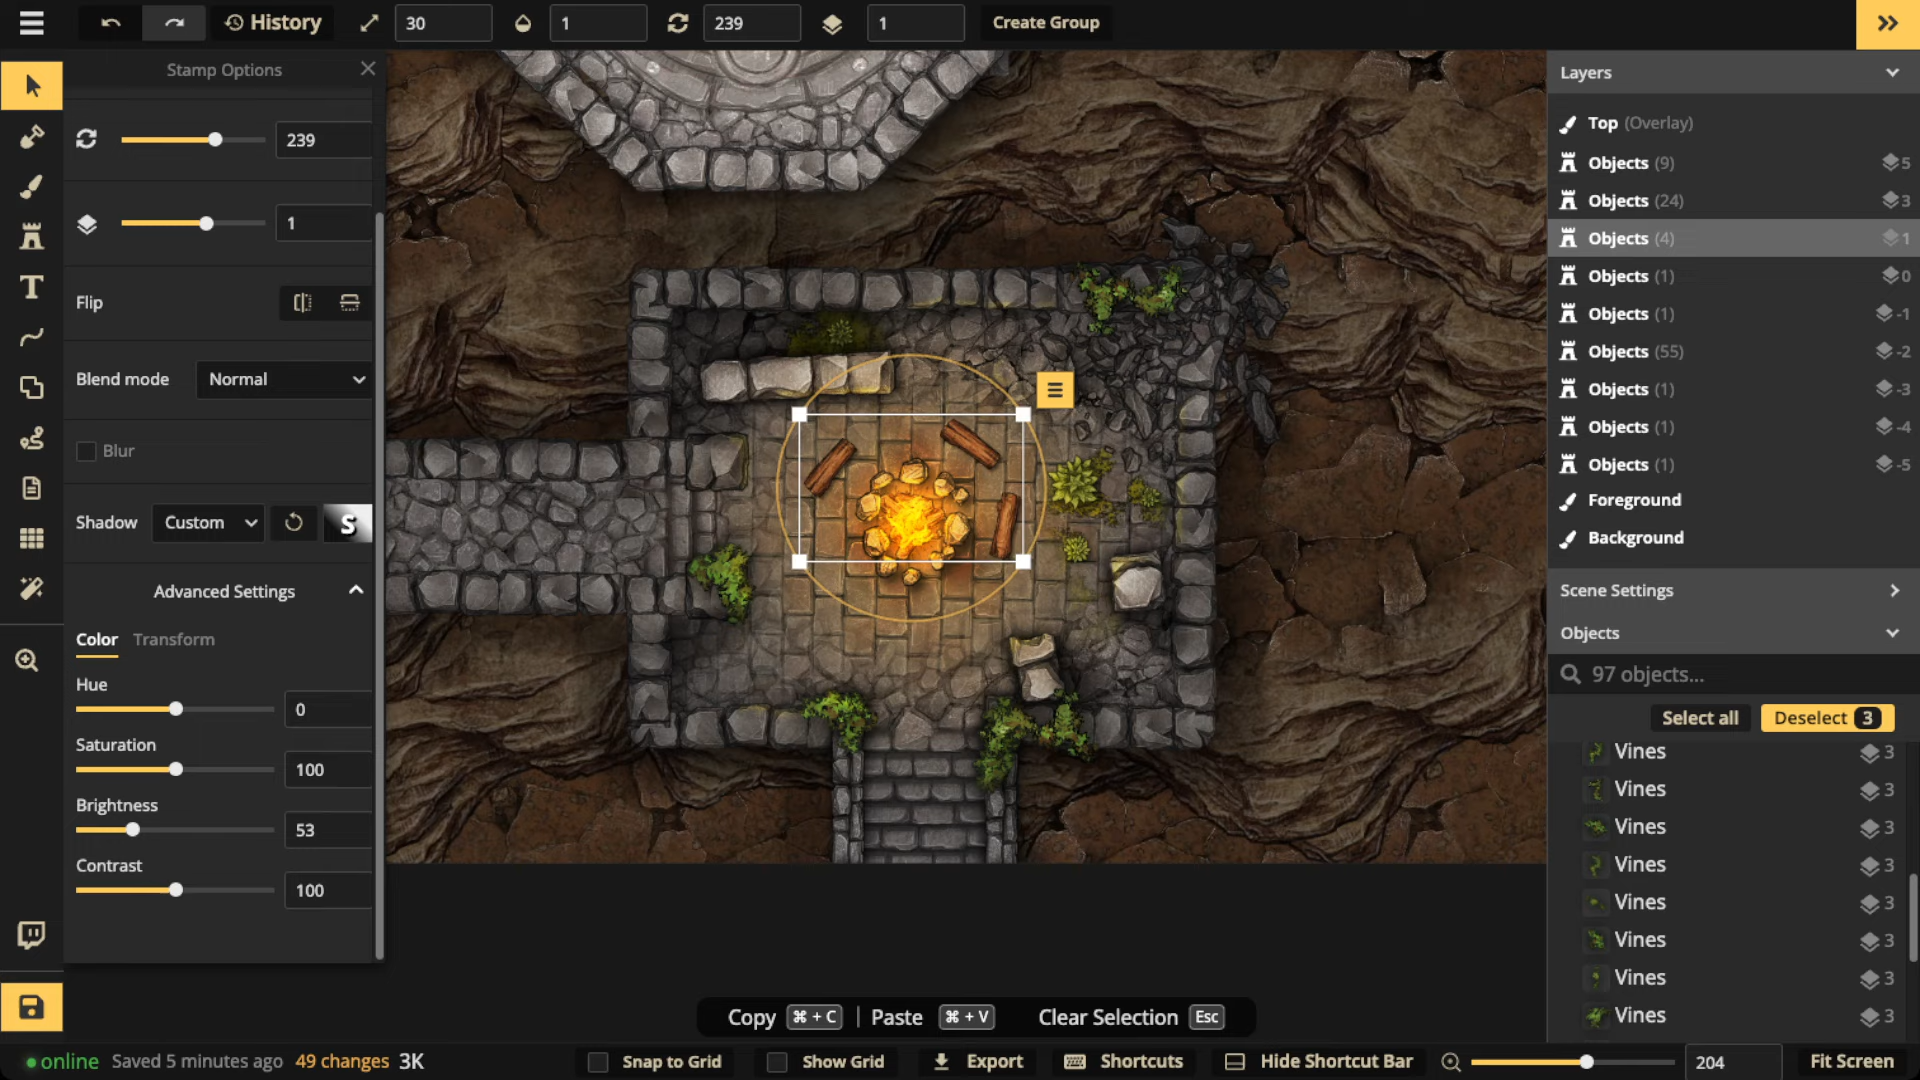 History 30 1 239 1 Create Group
Stamp Options
239
1
Flip
Blend mode Normal
Blur
Shadow Custom S
Advanced Settings
Color Transform
Hue
0
Saturation
100
Brightness
53
Contrast
100
T
Layers
Top (Overlay)
Objects (9) 5
Objects (24) 3
Objects (4) 1
Objects (1) 0
Objects (1) -1
Objects (55) -2
Objects (1) -3
Objects (1) -4
Objects (1) -5
Foreground
Background
Scene Settings
Objects
97 objects...
Select all Deselect 3
Vines 3
Vines 3
Vines 3
Vines 3
Vines 3
Vines 3
Vines 3
Vines 3
Copy ⌘ + C | Paste ⌘ + V Clear Selection Esc
online Saved 5 minutes ago 49 changes 3K Snap to Grid Show Grid Export Shortcuts Hide Shortcut Bar 204 Fit Screen